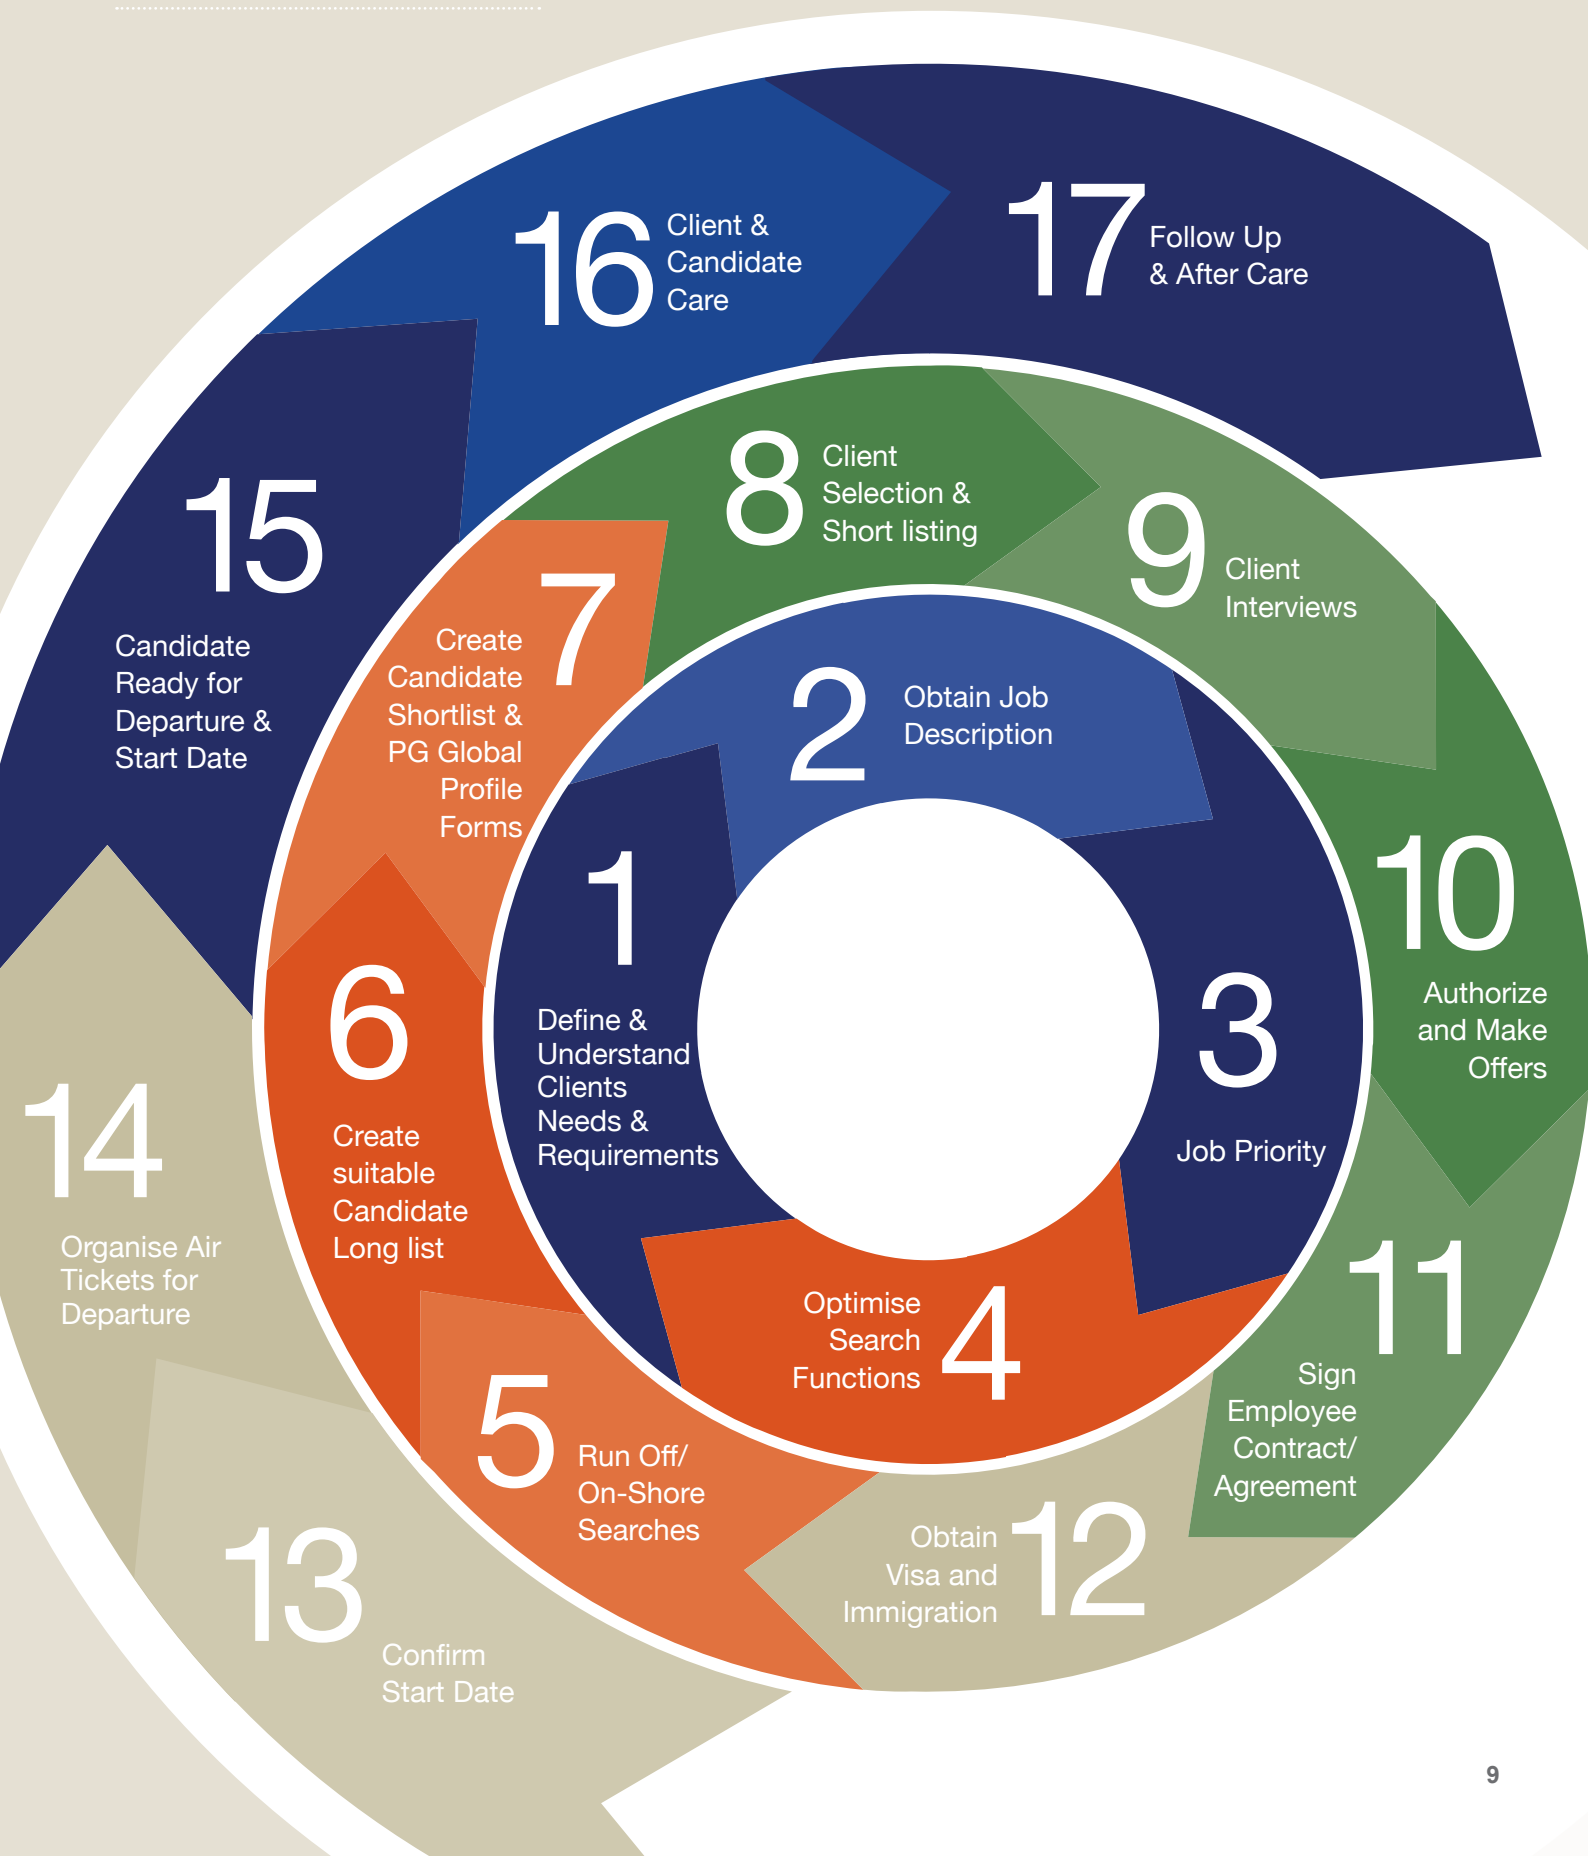 1
Define &
Understand
Clients
Needs &
Requirements
2
Obtain Job
Description
3
Job Priority
4
Optimise
Search
Functions
5
Run Off/
On-Shore
Searches
6
Create
suitable
Candidate
Long list
7
Create
Candidate
Shortlist &
PG Global
Profile
Forms
8
Client
Selection &
Short listing
9
Client
Interviews
10
Authorize
and Make
Offers
11
Sign
Employee
Contract/
Agreement
12
Obtain
Visa and
Immigration
13
Confirm
Start Date
14
Organise Air
Tickets for
Departure
15
Candidate
Ready for
Departure &
Start Date
16
Client &
Candidate
Care
17
Follow Up
& After Care
9